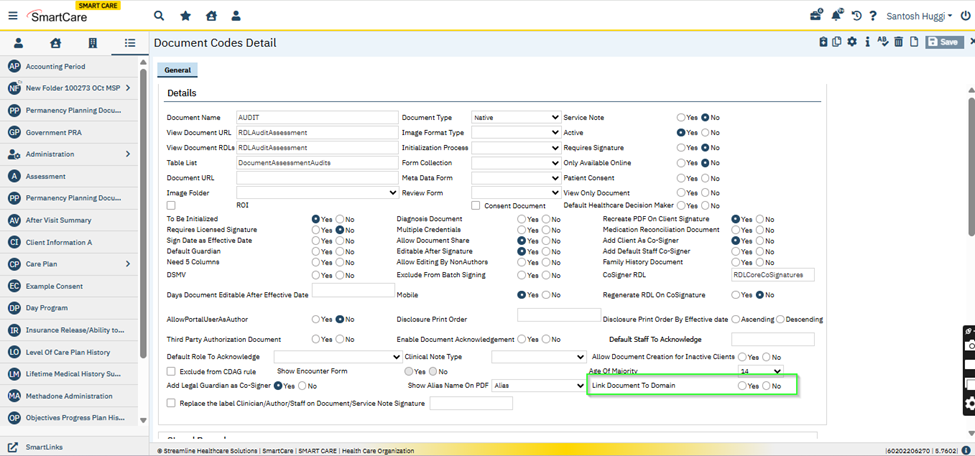 SMART CARE
SmartCare
Santosh Huggi
Document Codes Detail
Save
AP Accounting Period
NF New Folder 100273 OCt MSP
PP Permanency Planning Docu...
GP Government PRA
Administration
A Assessment
PP Permanency Planning Docu...
AV After Visit Summary
CI Client Information A
CP Care Plan
EC Example Consent
DP Day Program
IR Insurance Release/Ability to...
LO Level Of Care Plan History
LM Lifetime Medical History Su...
MA Methadone Administration
OP Objectives Progress Plan His...
SmartLinks
General
Details
Document Name AUDIT Document Type Native Service Note Yes No
View Document URL RDLAuditAssessment Image Format Type Active Yes No
View Document RDLs RDLAuditAssessment Initialization Process Requires Signature Yes No
Table List DocumentAssessmentAudits Form Collection Only Available Online Yes No
Document URL Meta Data Form Patient Consent Yes No
Image Folder Review Form View Only Document Yes No
ROI Consent Document Default Healthcare Decision Maker Yes No
To Be Initialized Yes No Diagnosis Document Yes No Recreate PDF On Client Signature Yes No
Requires Licensed Signature Yes No Multiple Credentials Yes No Medication Reconciliation Document Yes No
Sign Date as Effective Date Yes No Allow Document Share Yes No Add Client As Co-Signer Yes No
Default Guardian Yes No Editable After Signature Yes No Add Default Staff Co-Signer Yes No
Need 5 Columns Yes No Allow Editing By NonAuthors Yes No Family History Document Yes No
DSMV Yes No Exclude From Batch Signing Yes No CoSigner RDL RDLCoreCoSignatures
Days Document Editable After Effective Date Mobile Yes No Regenerate RDL On CoSignature Yes No
AllowPortalUserAsAuthor Yes No Disclosure Print Order Disclosure Print Order By Effective date Ascending Descending
Third Party Authorization Document Yes No Enable Document Acknowledgement Yes No Default Staff To Acknowledge
Default Role To Acknowledge Clinical Note Type Allow Document Creation for Inactive Clients Yes No
Exclude from CDAG rule Show Encounter Form Yes No Age Of Majority 14
Add Legal Guardian as Co-Signer Yes No Show Alias Name On PDF Alias Link Document To Domain Yes No
Replace the label Clinician/Author/Staff on Document/Service Note Signature
© Streamline Healthcare Solutions | SmartCare | SMART CARE | Health Care Organization
|60202206270 | 5.7602|